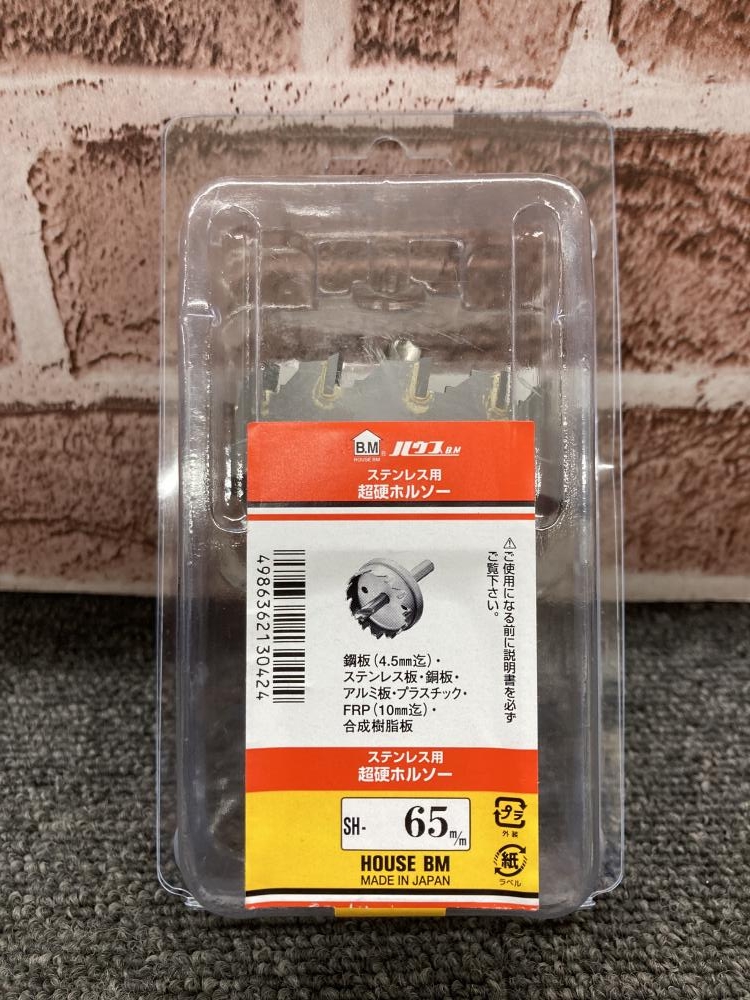 B.M®
HOUSE BM
ハウスB.M
ステンレス用
超硬ホルソー
⚠ご使用になる前に説明書を必ず
ご覧下さい。
4986362130424
鋼板(4.5mm迄)・
ステンレス板・銅板・
アルミ板・プラスチック・
FRP(10mm迄)・
合成樹脂板
ステンレス用
超硬ホルソー
SH- 65m/m
HOUSE BM
MADE IN JAPAN
プラ
外装
紙
ラベル